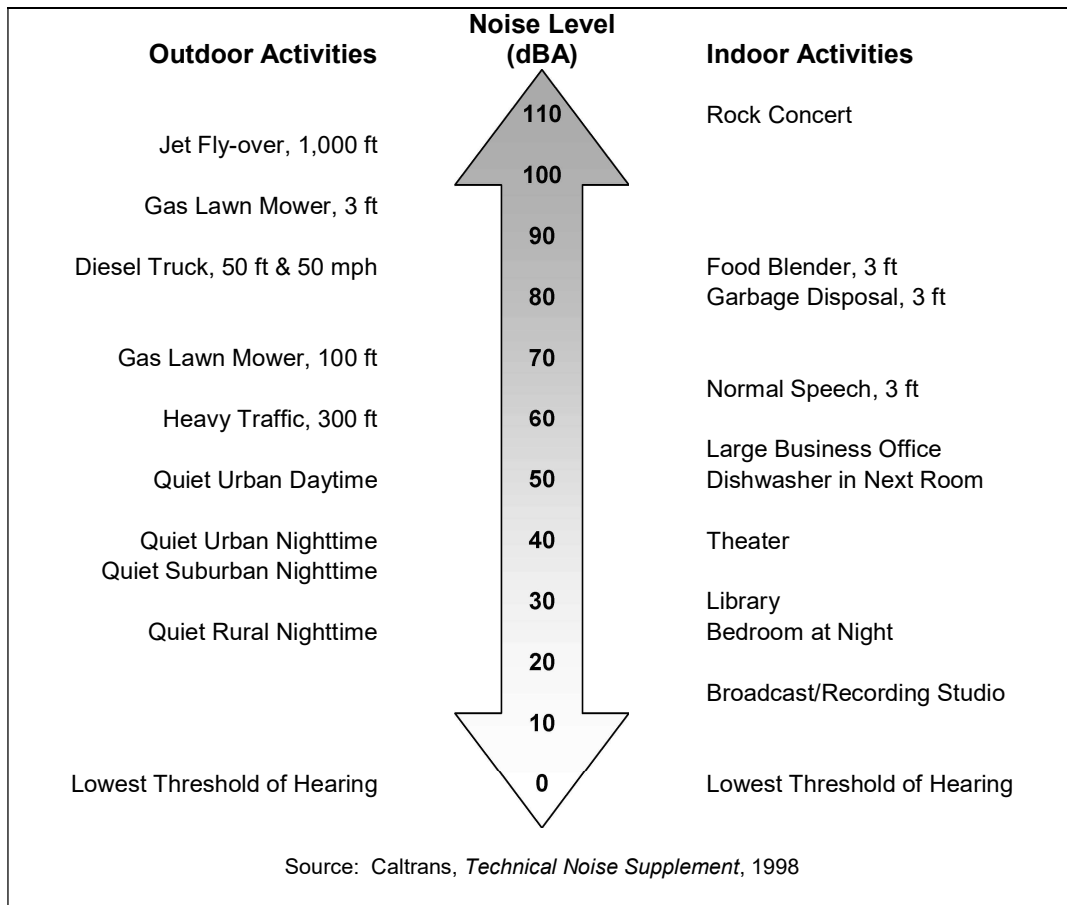 Noise Level
(dBA)
Outdoor Activities
Indoor Activities
110 Rock Concert
Jet Fly-over, 1,000 ft
100
Gas Lawn Mower, 3 ft
90
Diesel Truck, 50 ft & 50 mph Food Blender, 3 ft
80 Garbage Disposal, 3 ft
Gas Lawn Mower, 100 ft 70
Normal Speech, 3 ft
Heavy Traffic, 300 ft 60
Large Business Office
Quiet Urban Daytime 50 Dishwasher in Next Room
Quiet Urban Nighttime 40 Theater
Quiet Suburban Nighttime
30 Library
Quiet Rural Nighttime Bedroom at Night
20
Broadcast/Recording Studio
10
Lowest Threshold of Hearing 0 Lowest Threshold of Hearing
Source: Caltrans, Technical Noise Supplement, 1998